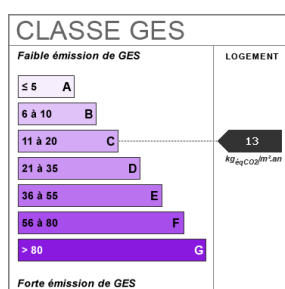 CLASSE GES
Faible émission de GES
LOGEMENT
≤ 5 A
6 à 10 B
11 à 20 C
13
kgéqCO2/m².an
21 à 35 D
36 à 55 E
56 à 80 F
> 80 G
Forte émission de GES